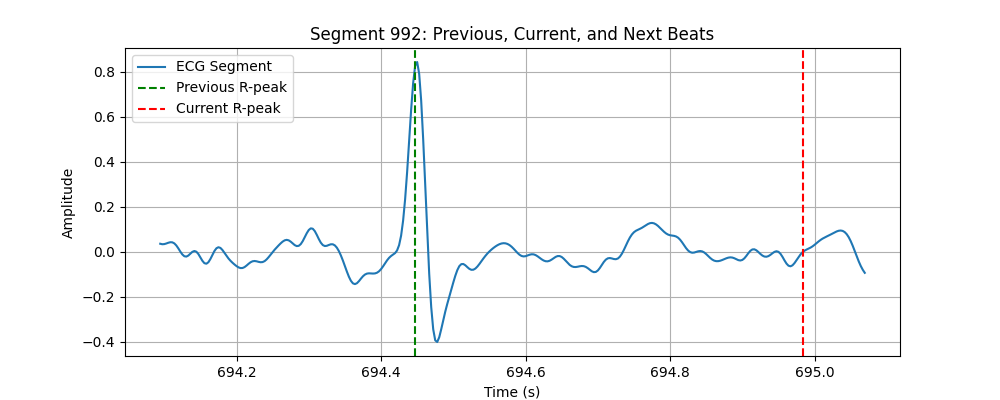 Segment 992: Previous, Current, and Next Beats
ECG Segment
Previous R-peak
Current R-peak
Amplitude
0.8
0.6
0.4
0.2
0.0
−0.2
−0.4
694.2 694.4 694.6 694.8 695.0
Time (s)